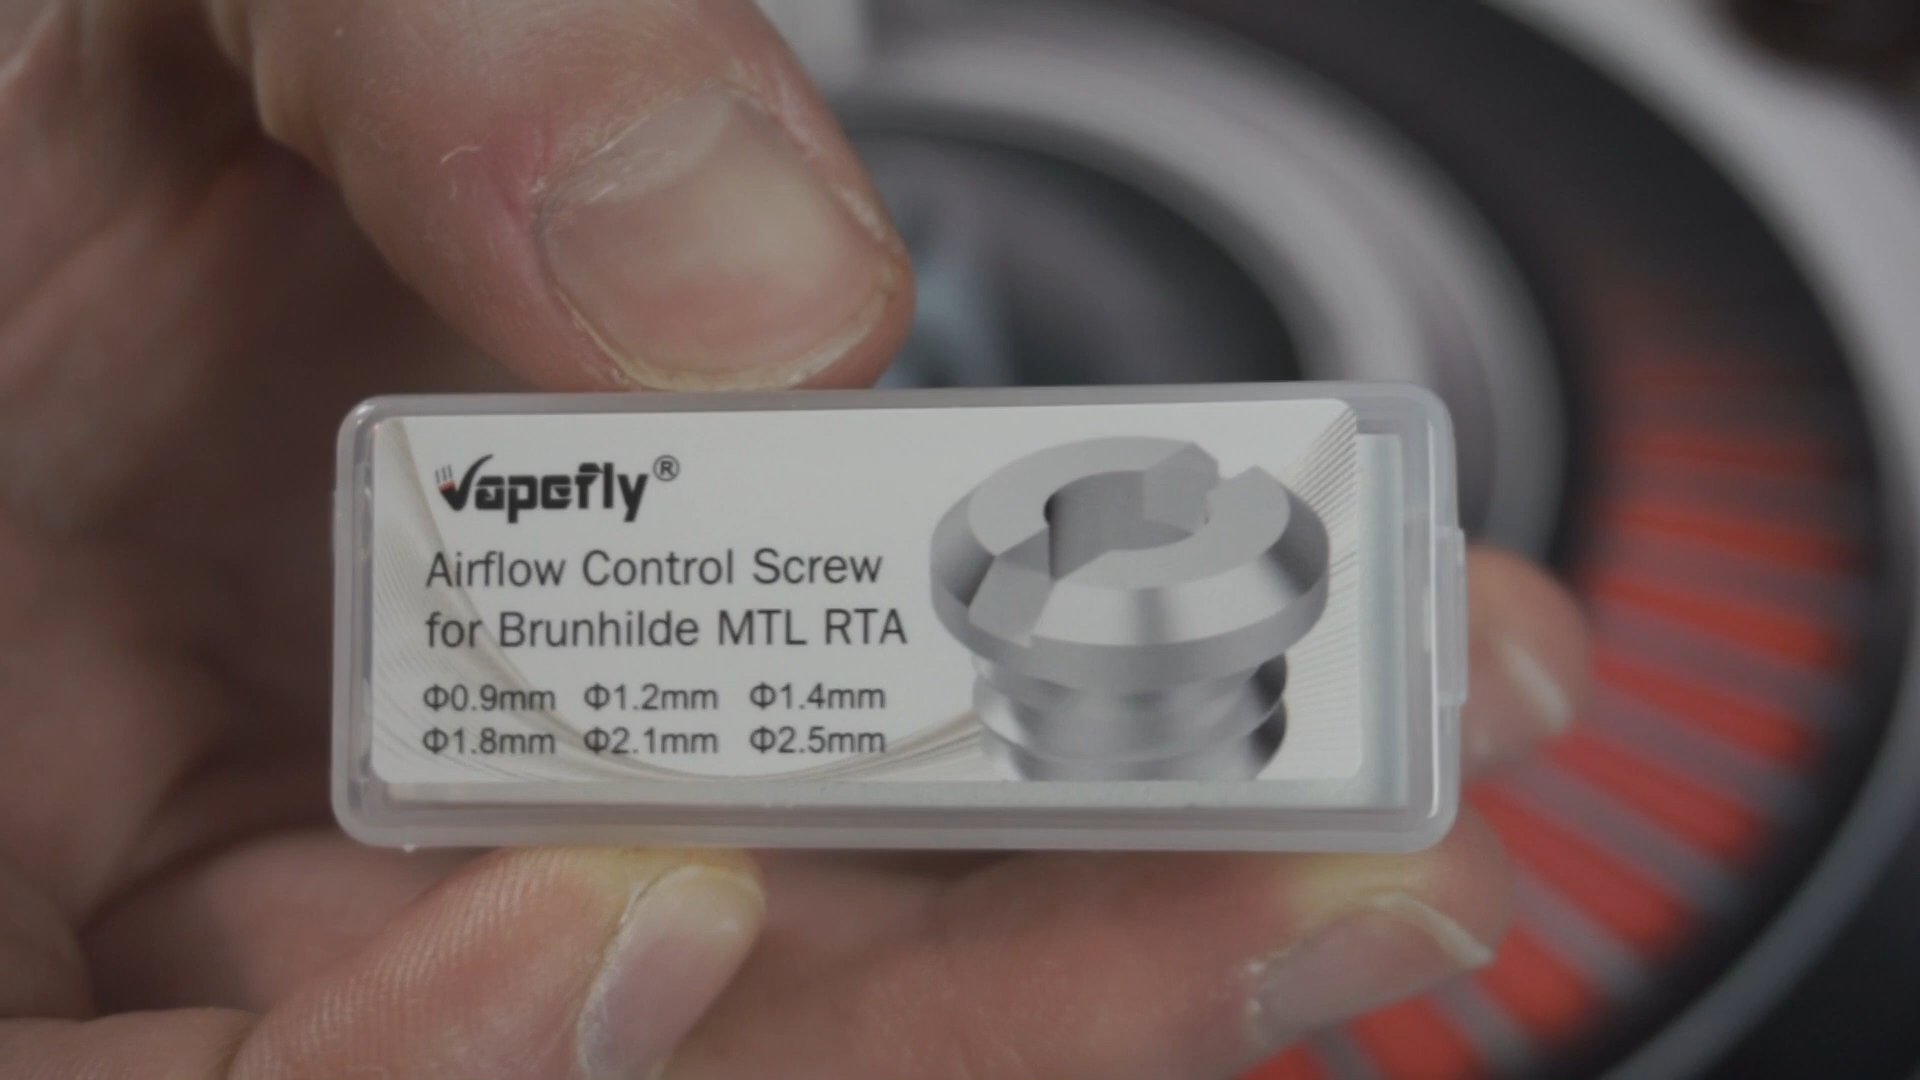 Vapefly®
Airflow Control Screw
for Brunhilde MTL RTA
Φ0.9mm Φ1.2mm Φ1.4mm
Φ1.8mm Φ2.1mm Φ2.5mm